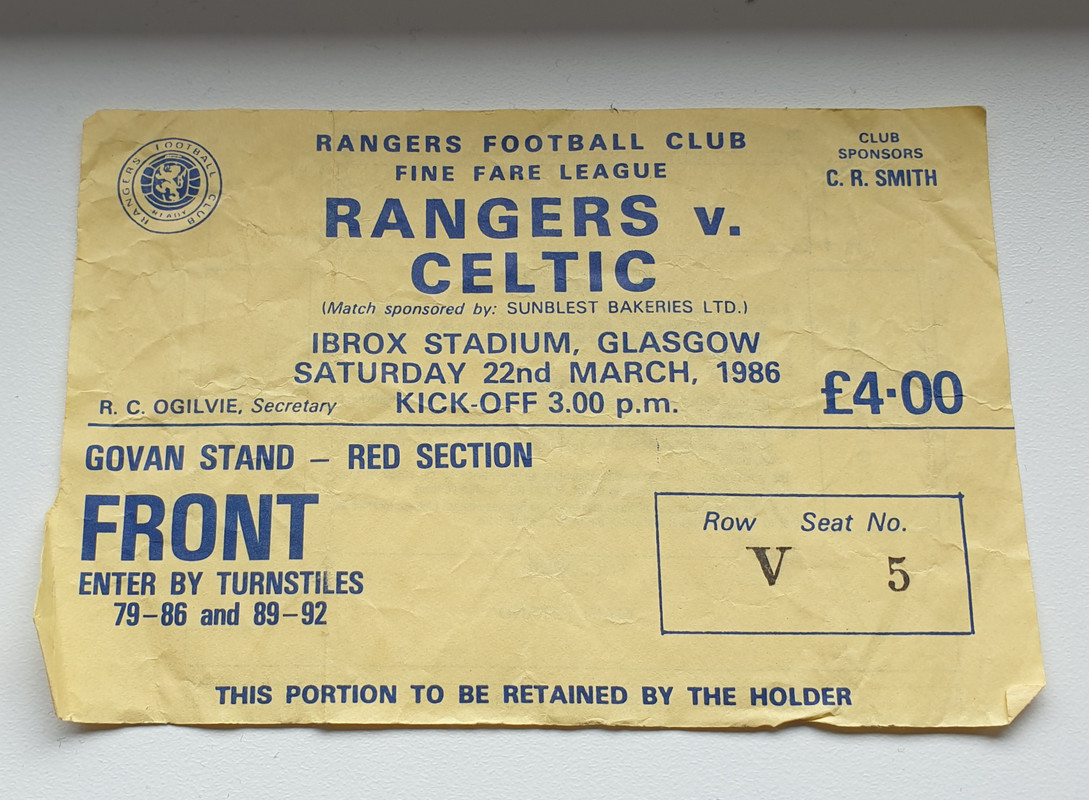 RANGERS FOOTBALL CLUB
RANGERS FOOTBALL CLUB
FINE FARE LEAGUE
CLUB
SPONSORS
C. R. SMITH
RANGERS v.
CELTIC
(Match sponsored by: SUNBLEST BAKERIES LTD.)
IBROX STADIUM, GLASGOW
SATURDAY 22nd MARCH, 1986
KICK-OFF 3.00 p.m.
£4·00
R. C. OGILVIE, Secretary
GOVAN STAND – RED SECTION
FRONT
ENTER BY TURNSTILES
79–86 and 89–92
Row Seat No.
V 5
THIS PORTION TO BE RETAINED BY THE HOLDER